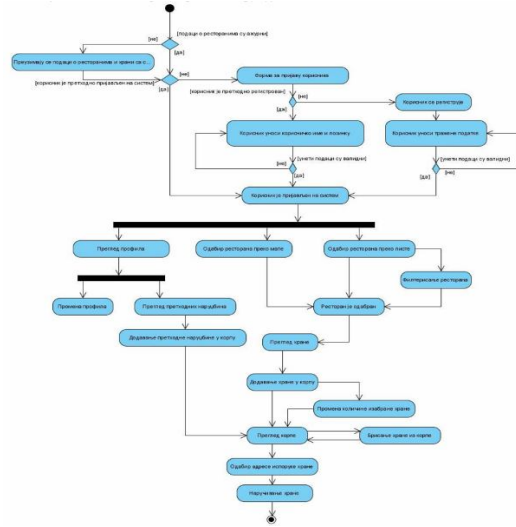 [подаци о ресторанима су ажурни]
[не]
[да]
Преузимају се подаци о ресторанима и храни са с...
[не]
Форма за пријаву корисника
[корисник је претходно пријављен на систем]
[да]
[корисник је претходно регистрован]
[не]
Корисник се региструје
[да]
Корисник уноси корисничко име и лозинку
Корисник уноси тражене податке
[унети подаци су валидни]
[унети подаци су валидни]
[не]
[не]
[да]
[да]
Корисник је пријављен на систем
Преглед профила
Одабир ресторана преко мапе
Одабир ресторана преко листе
Филтерисање ресторана
Промена профила
Преглед претходних наруџбина
Ресторан је одабран
Додавање претходне наруџбине у корпу
Преглед хране
Додавање хране у корпу
Промена количине изабране хране
Преглед корпе
Брисање хране из корпе
Одабир адресе испоруке хране
Наручивање хране